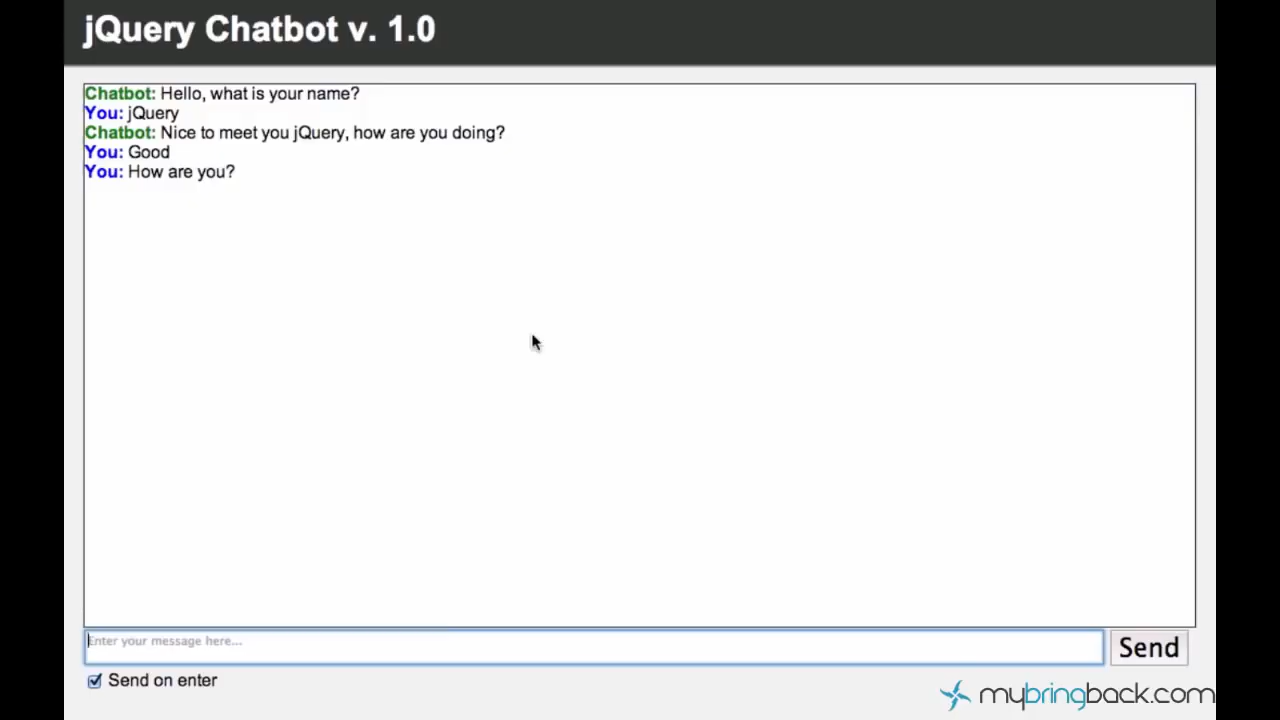 jQuery Chatbot v. 1.0
Chatbot: Hello, what is your name?
You: jQuery
Chatbot: Nice to meet you jQuery, how are you doing?
You: Good
You: How are you?
Enter your message here...
Send
Send on enter
mybringback.com